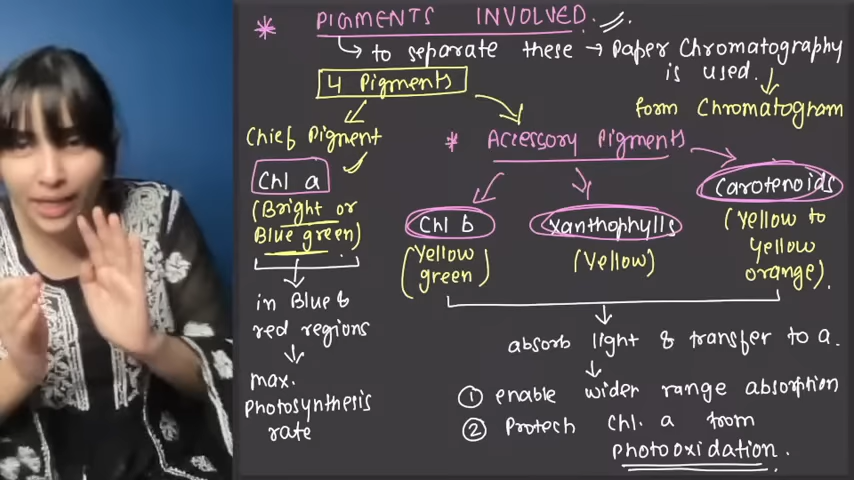 * PIGMENTS INVOLVED.
to separate these → Paper Chromatography
is used.
form Chromatogram
4 Pigments
Chief Pigment
Chl a
(Bright or
Blue green)
in Blue &
red regions
max.
photosynthesis
rate
* Accessory Pigments
Chl b
(Yellow
green)
Xanthophylls
(Yellow)
Carotenoids
(Yellow to
yellow
orange).
absorb light & transfer to a.
① enable wider range absorption
② Protech Chl. a from
photooxidation.